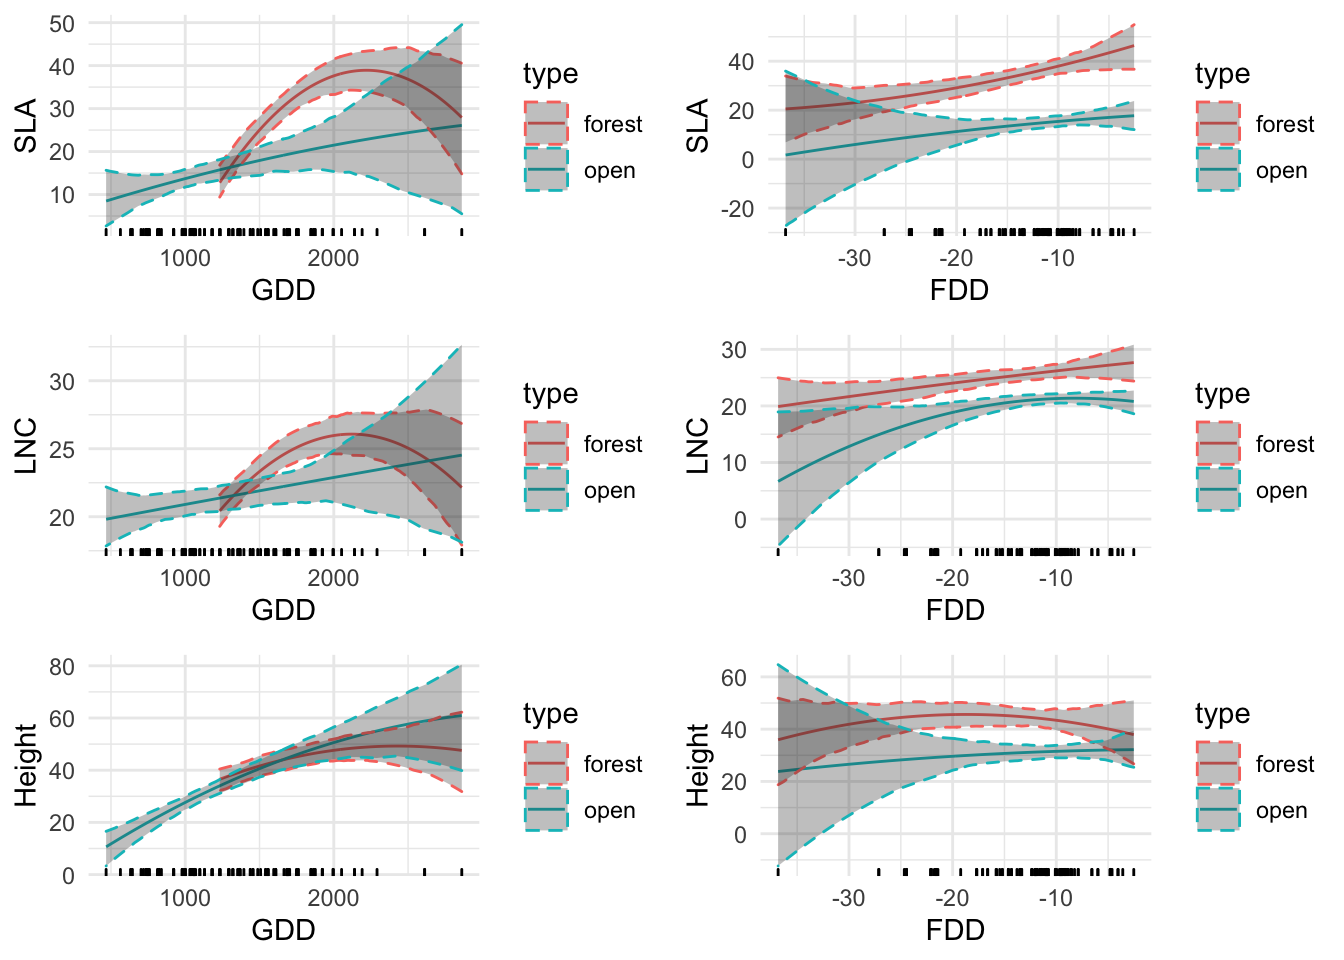 SLA
50
40
30
20
10
1000 2000
GDD
type
forest
open
SLA
40
20
0
-20
-30 -20 -10
FDD
type
forest
open
LNC
30
25
20
1000 2000
GDD
type
forest
open
LNC
30
20
10
0
-30 -20 -10
FDD
type
forest
open
Height
80
60
40
20
0
1000 2000
GDD
type
forest
open
Height
60
40
20
0
-30 -20 -10
FDD
type
forest
open